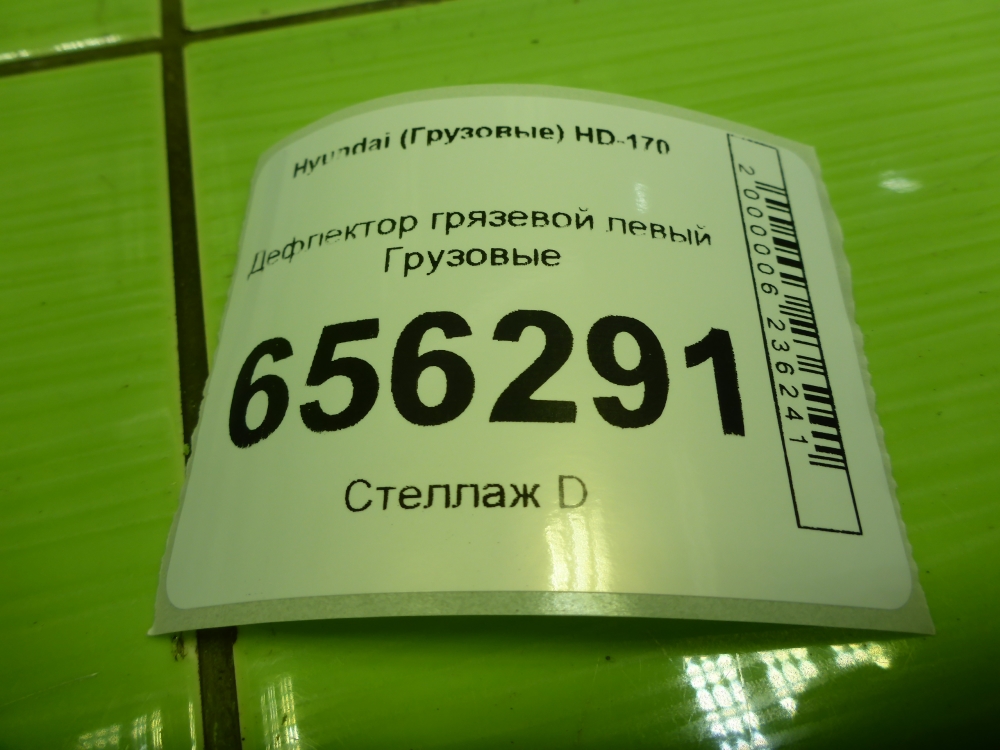 Hyundai (Грузовые) HD-170
Дефлектор грязевой левый
Грузовые
656291
Стеллаж D
2000006236241